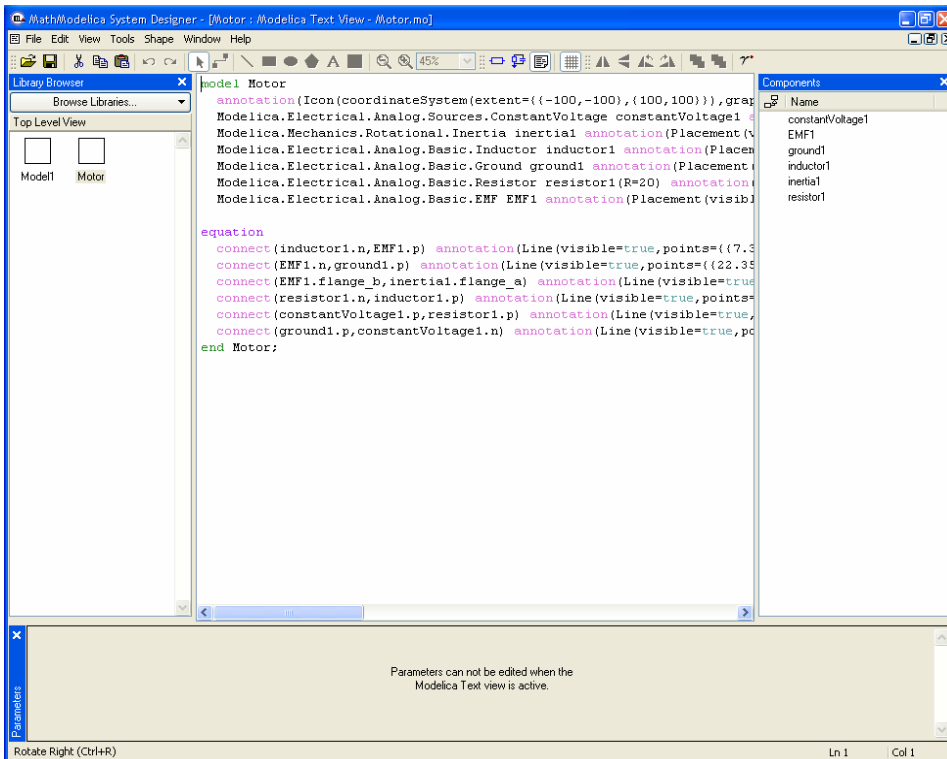 MathModelica System Designer - [Motor : Modelica Text View - Motor.mo]
File Edit View Tools Shape Window Help
45%
Library Browser
Browse Libraries...
Top Level View
Model1 Motor
model Motor
annotation(Icon(coordinateSystem(extent={{-100,-100},{100,100}}),grap
Modelica.Electrical.Analog.Sources.ConstantVoltage constantVoltage1 a
Modelica.Mechanics.Rotational.Inertia inertia1 annotation(Placement(v
Modelica.Electrical.Analog.Basic.Inductor inductor1 annotation(Placem
Modelica.Electrical.Analog.Basic.Ground ground1 annotation(Placement(
Modelica.Electrical.Analog.Basic.Resistor resistor1(R=20) annotation(
Modelica.Electrical.Analog.Basic.EMF EMF1 annotation(Placement(visibl
equation
connect(inductor1.n,EMF1.p) annotation(Line(visible=true,points={{7.3
connect(EMF1.n,ground1.p) annotation(Line(visible=true,points={{22.35
connect(EMF1.flange_b,inertia1.flange_a) annotation(Line(visible=true
connect(resistor1.n,inductor1.p) annotation(Line(visible=true,points=
connect(constantVoltage1.p,resistor1.p) annotation(Line(visible=true,
connect(ground1.p,constantVoltage1.n) annotation(Line(visible=true,po
end Motor;
Components
Name
constantVoltage1
EMF1
ground1
inductor1
inertia1
resistor1
Parameters
Parameters can not be edited when the
Modelica Text view is active.
Rotate Right (Ctrl+R)
Ln 1 Col 1